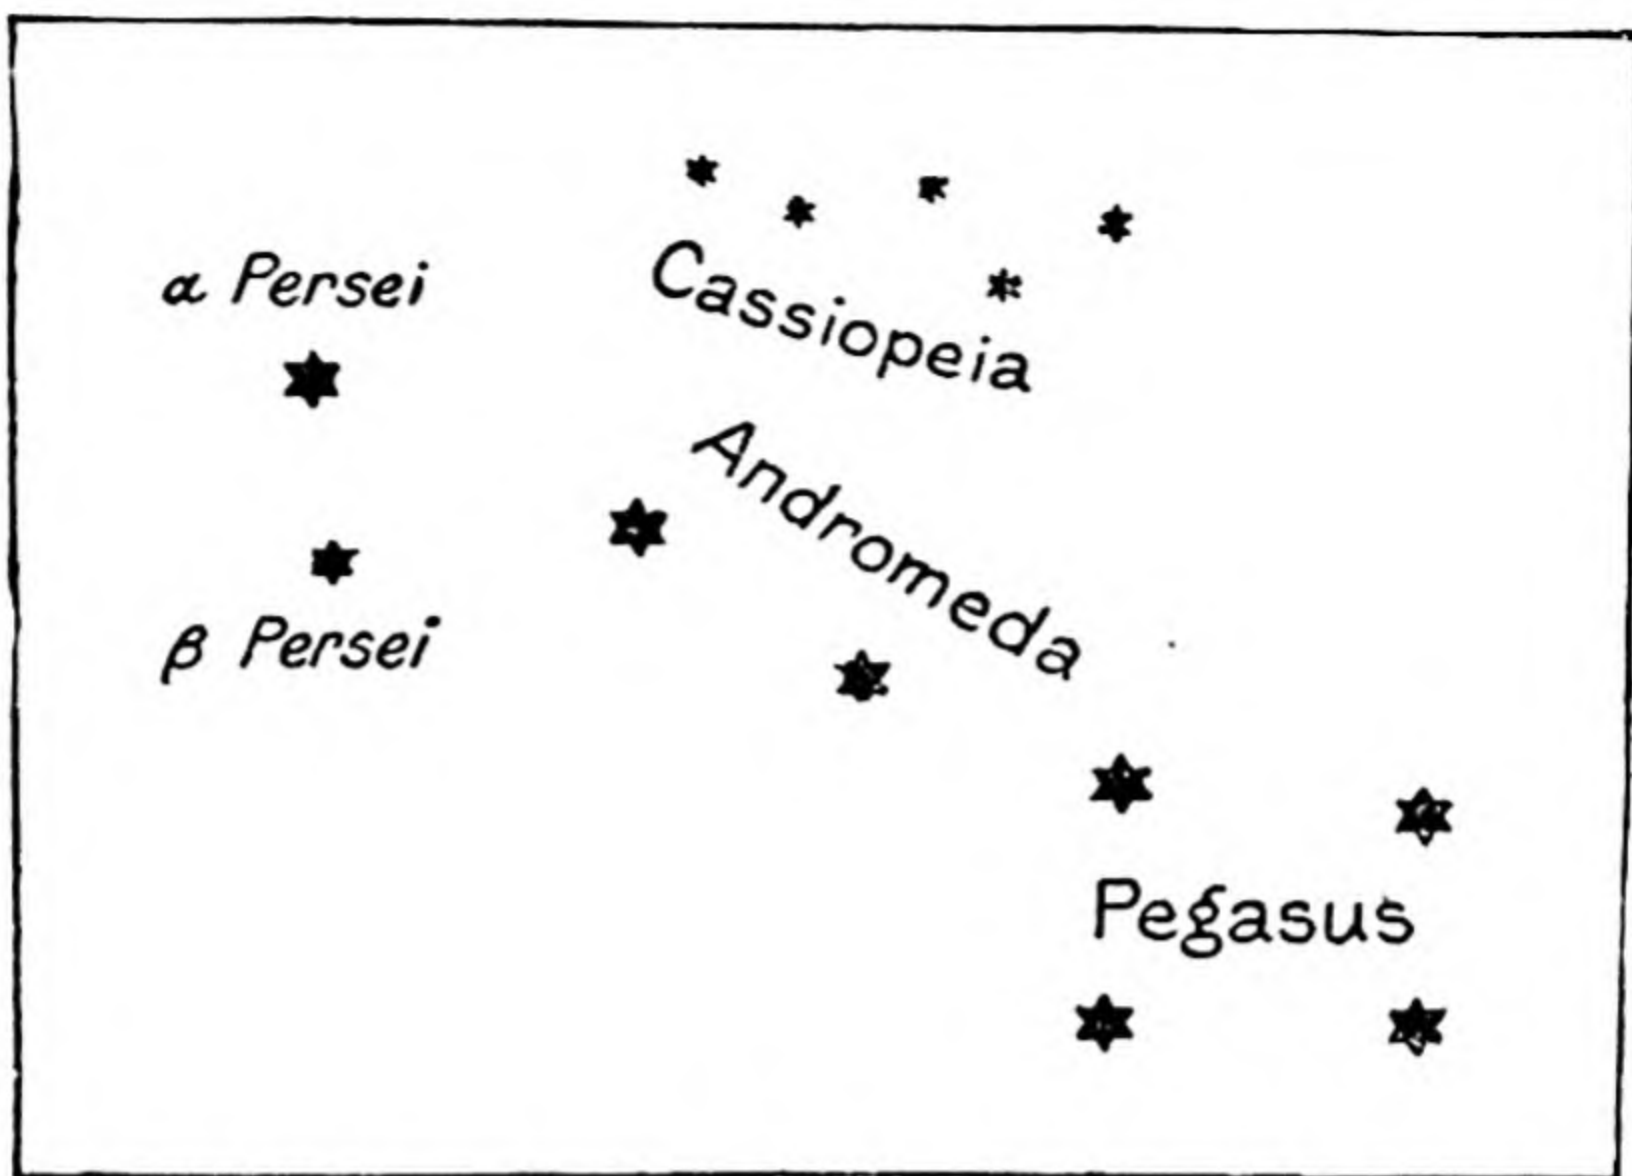 α Persei
Cassiopeia
Andromeda
β Persei
Pegasus